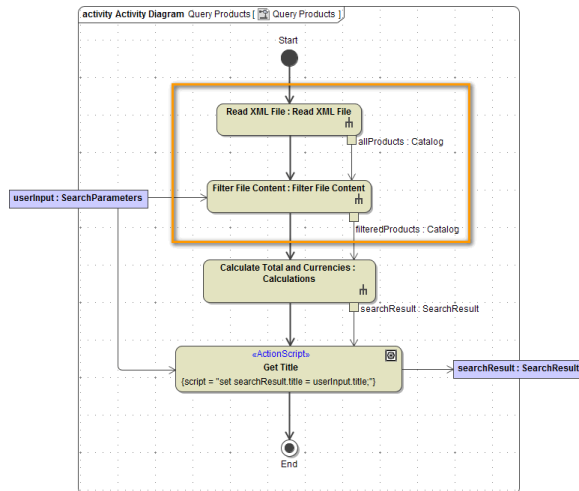 activity Activity Diagram Query Products [ Query Products ]
Start
Read XML File : Read XML File
allProducts : Catalog
userInput : SearchParameters
Filter File Content : Filter File Content
filteredProducts : Catalog
Calculate Total and Currencies :
Calculations
searchResult : SearchResult
«ActionScript»
Get Title
{script = "set searchResult.title = userInput.title;"}
searchResult : SearchResult
End